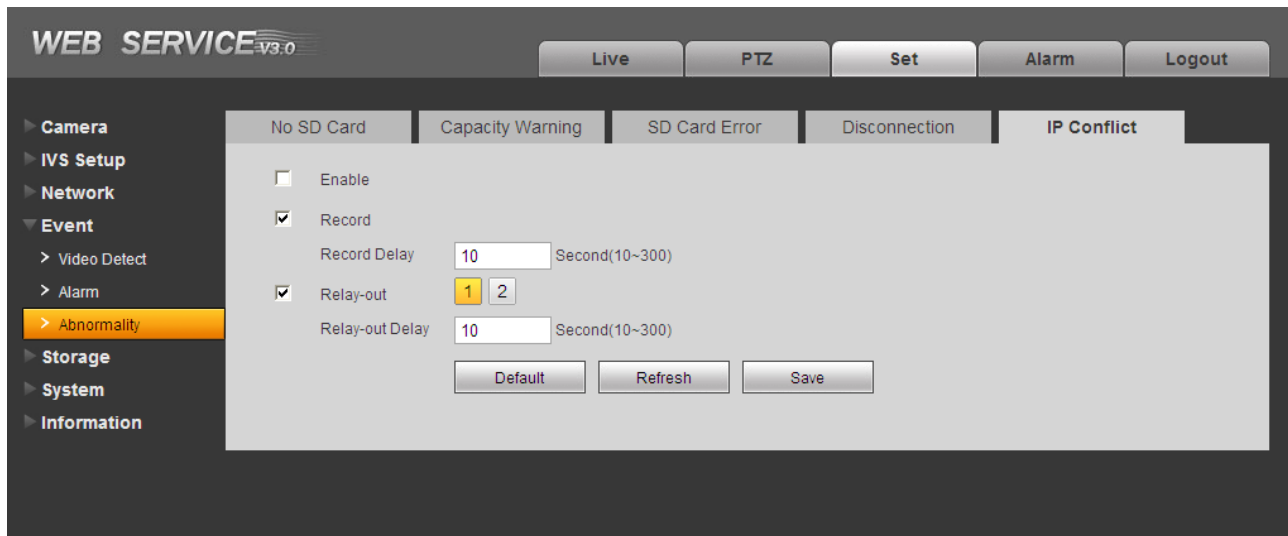 WEB SERVICE V3.0
Live PTZ Set Alarm Logout
Camera
IVS Setup
Network
Event
> Video Detect
> Alarm
> Abnormality
Storage
System
Information
No SD Card Capacity Warning SD Card Error Disconnection IP Conflict
Enable
Record
Record Delay 10 Second(10~300)
Relay-out 1 2
Relay-out Delay 10 Second(10~300)
Default Refresh Save